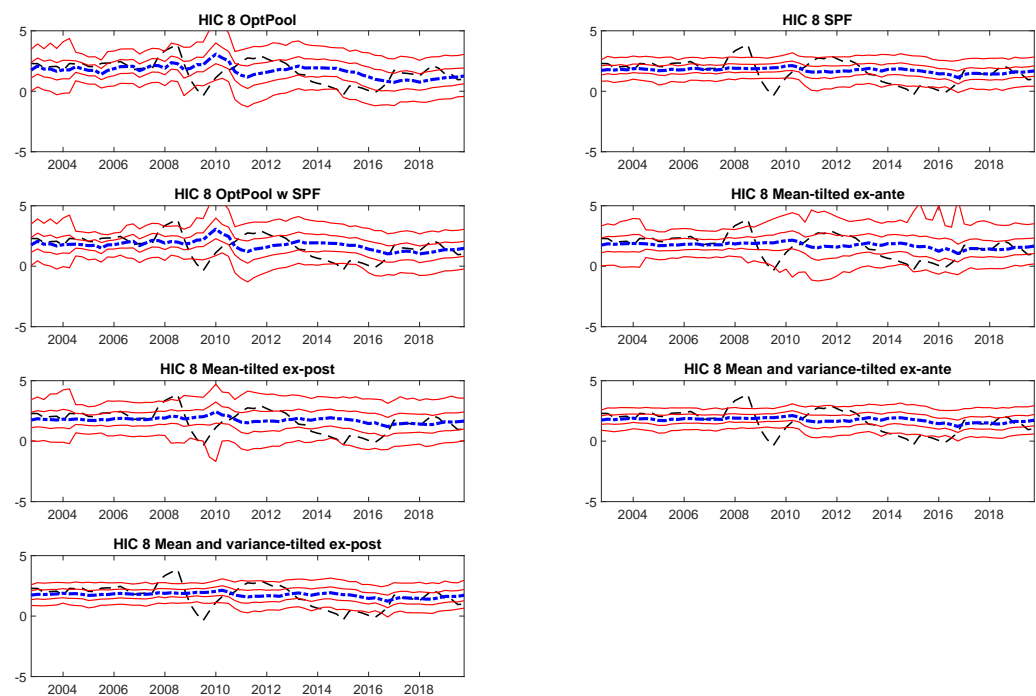 HIC 8 OptPool
5
0
-5
2004 2006 2008 2010 2012 2014 2016 2018
HIC 8 SPF
5
0
-5
2004 2006 2008 2010 2012 2014 2016 2018
HIC 8 OptPool w SPF
5
0
-5
2004 2006 2008 2010 2012 2014 2016 2018
HIC 8 Mean-tilted ex-ante
5
0
-5
2004 2006 2008 2010 2012 2014 2016 2018
HIC 8 Mean-tilted ex-post
5
0
-5
2004 2006 2008 2010 2012 2014 2016 2018
HIC 8 Mean and variance-tilted ex-ante
5
0
-5
2004 2006 2008 2010 2012 2014 2016 2018
HIC 8 Mean and variance-tilted ex-post
5
0
-5
2004 2006 2008 2010 2012 2014 2016 2018